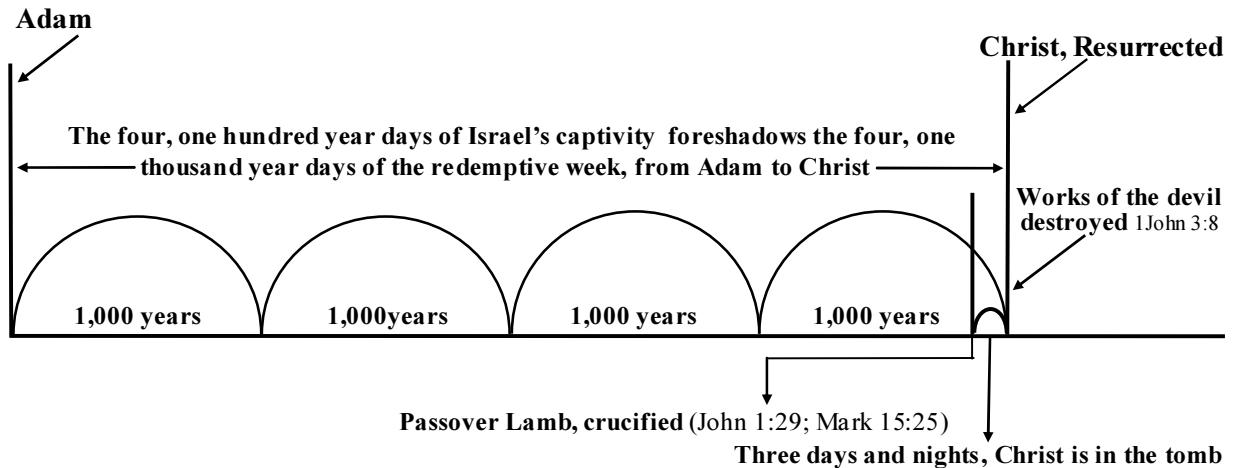 Adam
Christ, Resurrected
The four, one hundred year days of Israel's captivity foreshadows the four, one
thousand year days of the redemptive week, from Adam to Christ
Works of the devil
destroyed 1John 3:8
1,000 years
1,000years
1,000 years
1,000 years
Passover Lamb, crucified (John 1:29; Mark 15:25)
Three days and nights, Christ is in the tomb